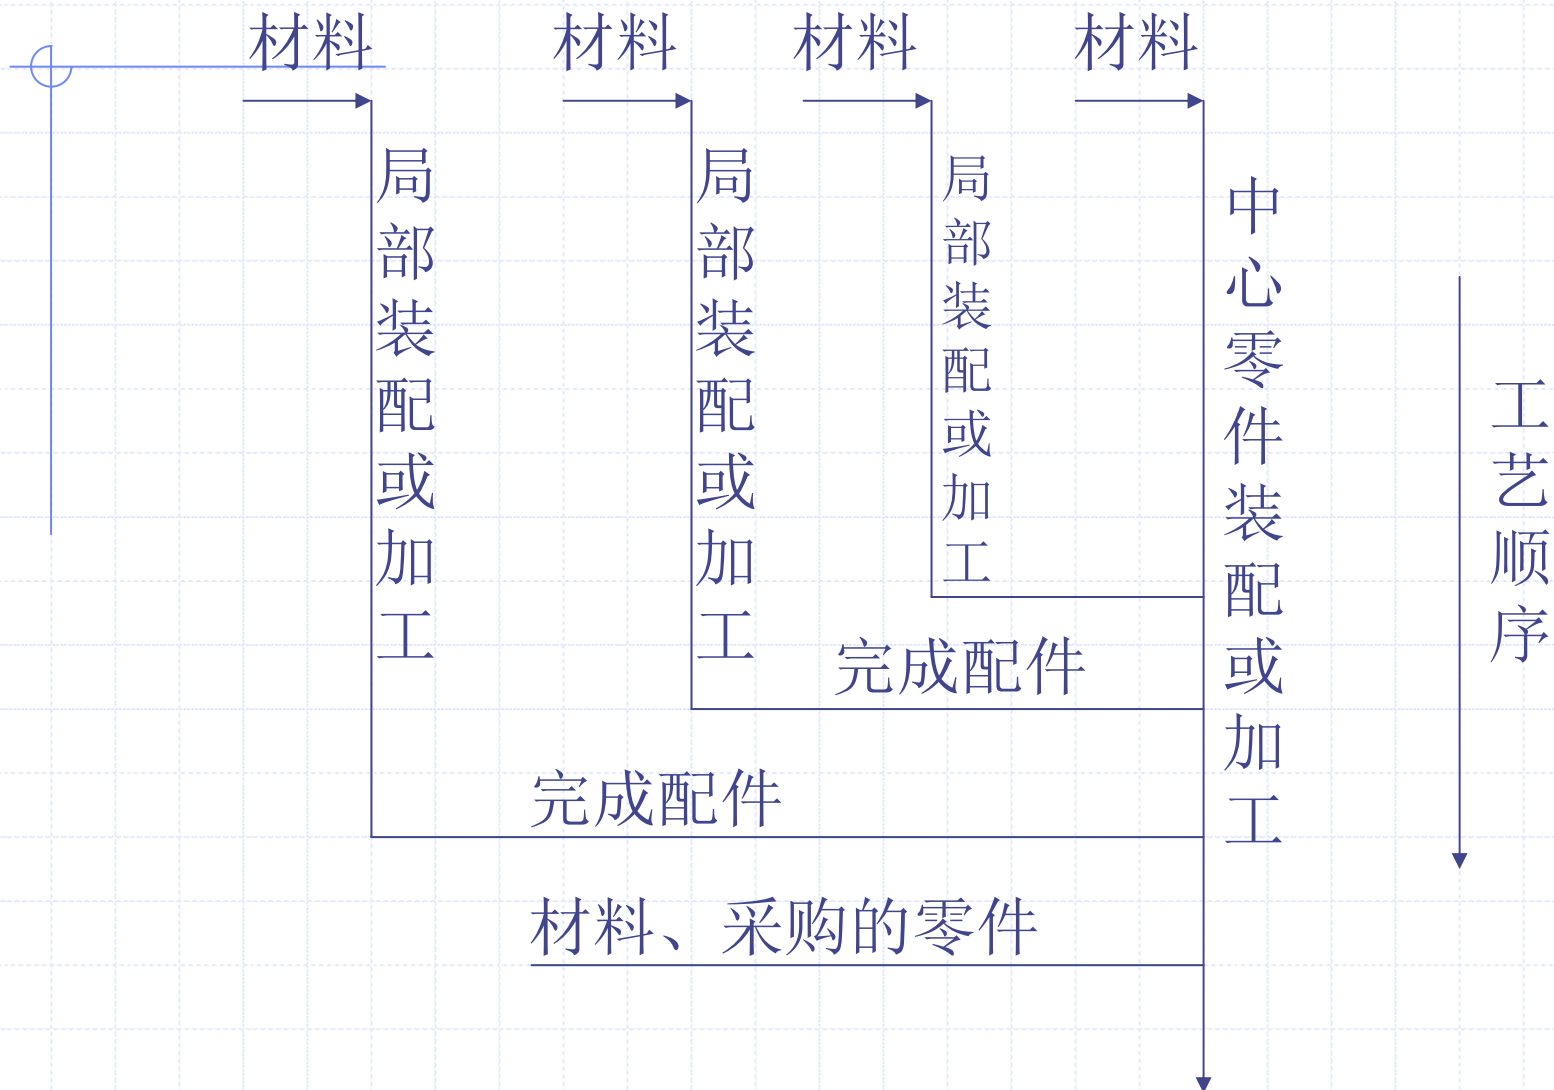 材料
材料
材料
材料
局部装配或加工
局部装配或加工
局部装配或加工
中心零件装配或加工
工艺顺序
完成配件
完成配件
材料、采购的零件